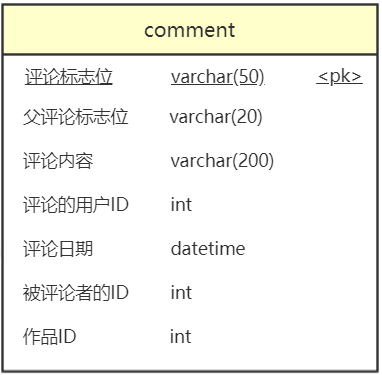 comment
评论标志位 varchar(50) <pk>
父评论标志位 varchar(20)
评论内容 varchar(200)
评论的用户ID int
评论日期 datetime
被评论者的ID int
作品ID int